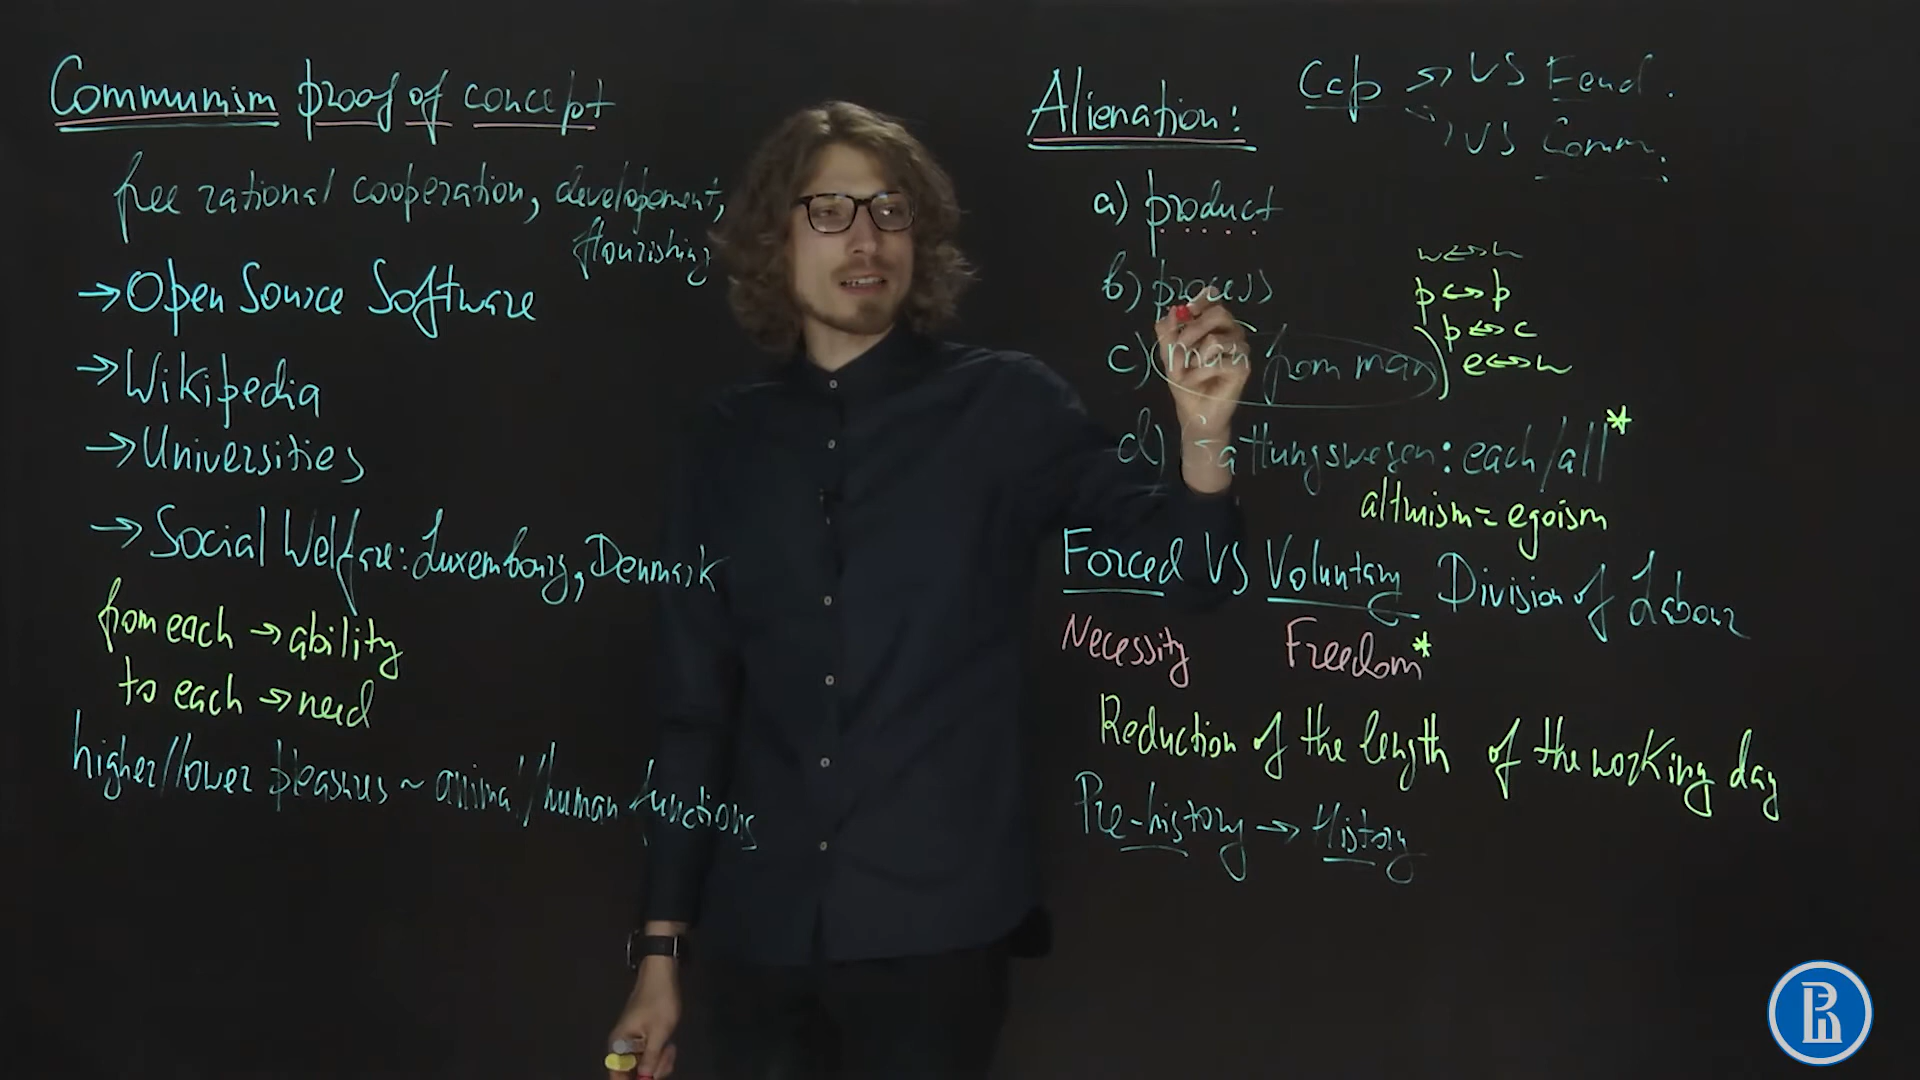 Communism proof of concept
free rational cooperation, developement,
flourishing
→ Open Source Software
→ Wikipedia
→ Universities
→ Social Welfare: Luxembourg, Denmark
from each → ability
to each → need
higher/lower pleasures ~ animal/human functions
Alienation:
Cap → VS Feud.
VS Comm.
a) product
b) process
w↔w
p↔p
p↔c
e↔w
c) (man from man)
d) Gattungswesen: each/all*
altruism = egoism
Forced VS Voluntary Division of Labour
Necessity Freedom*
Reduction of the length of the working day
Pre-history → History